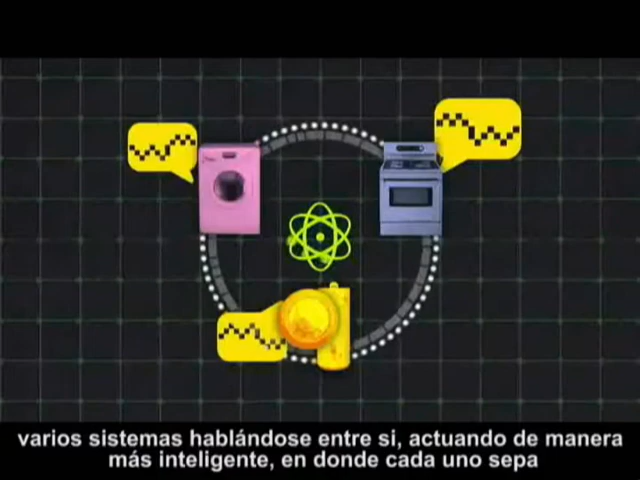 varios sistemas hablándose entre si, actuando de manera
más inteligente, en donde cada uno sepa